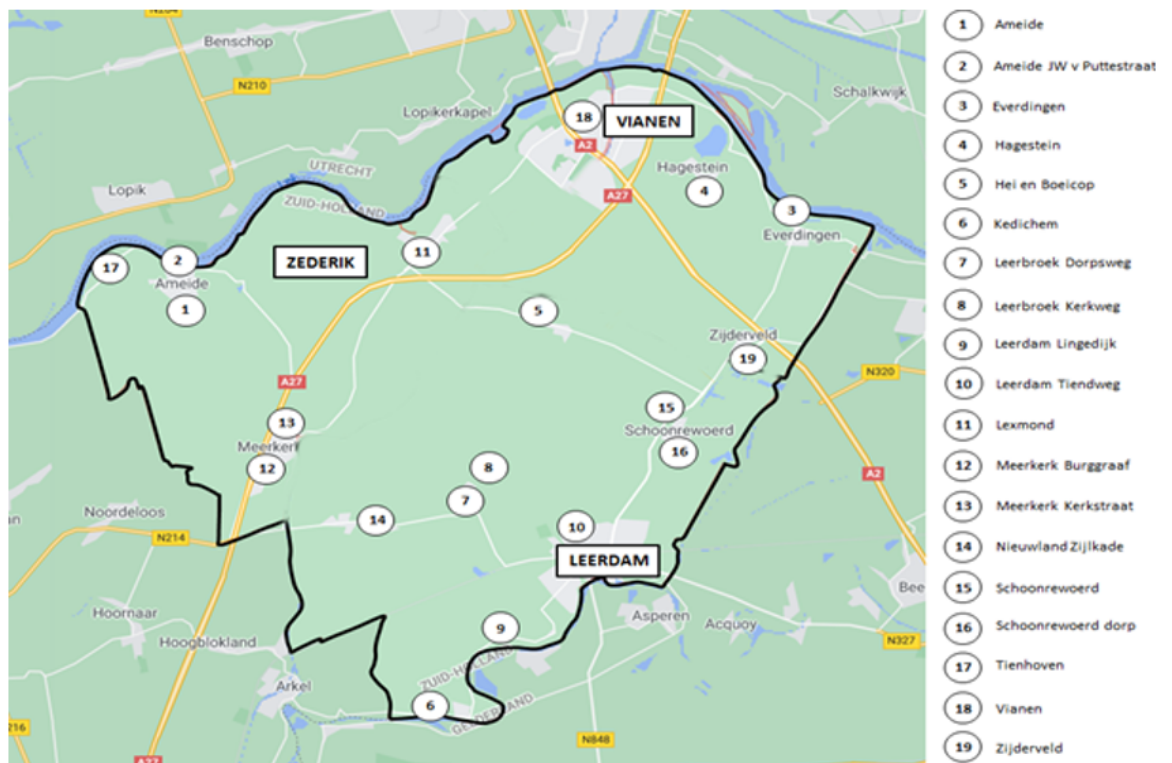 N204
Benschop
N210
Lopikerkapel
Schalkwijk
18
VIANEN
A2
UTRECHT
Hagestein
Lopik
ZUID-HOLLAND
4
A27
3
Everdingen
11
2
17
ZEDERIK
Ameide
1
5
Zijderveld
19
N320
A27
15
13
Schoonrewoerd
Meerkerk
16
12
8
A2
7
Noordeloos
14
10
N214
LEERDAM
Bee
Hoornaar
Asperen
Acquoy
9
Hoogblokland
N327
ZUID-HOLLAND
Arkel
6
GELDERLAND
216
N848
A27
1 Ameide
2 Ameide JW v Puttestraat
3 Everdingen
4 Hagestein
5 Hei en Boeicop
6 Kedichem
7 Leerbroek Dorpsweg
8 Leerbroek Kerkweg
9 Leerdam Lingedijk
10 Leerdam Tiendweg
11 Lexmond
12 Meerkerk Burggraaf
13 Meerkerk Kerkstraat
14 Nieuwland Zijlkade
15 Schoonrewoerd
16 Schoonrewoerd dorp
17 Tienhoven
18 Vianen
19 Zijderveld